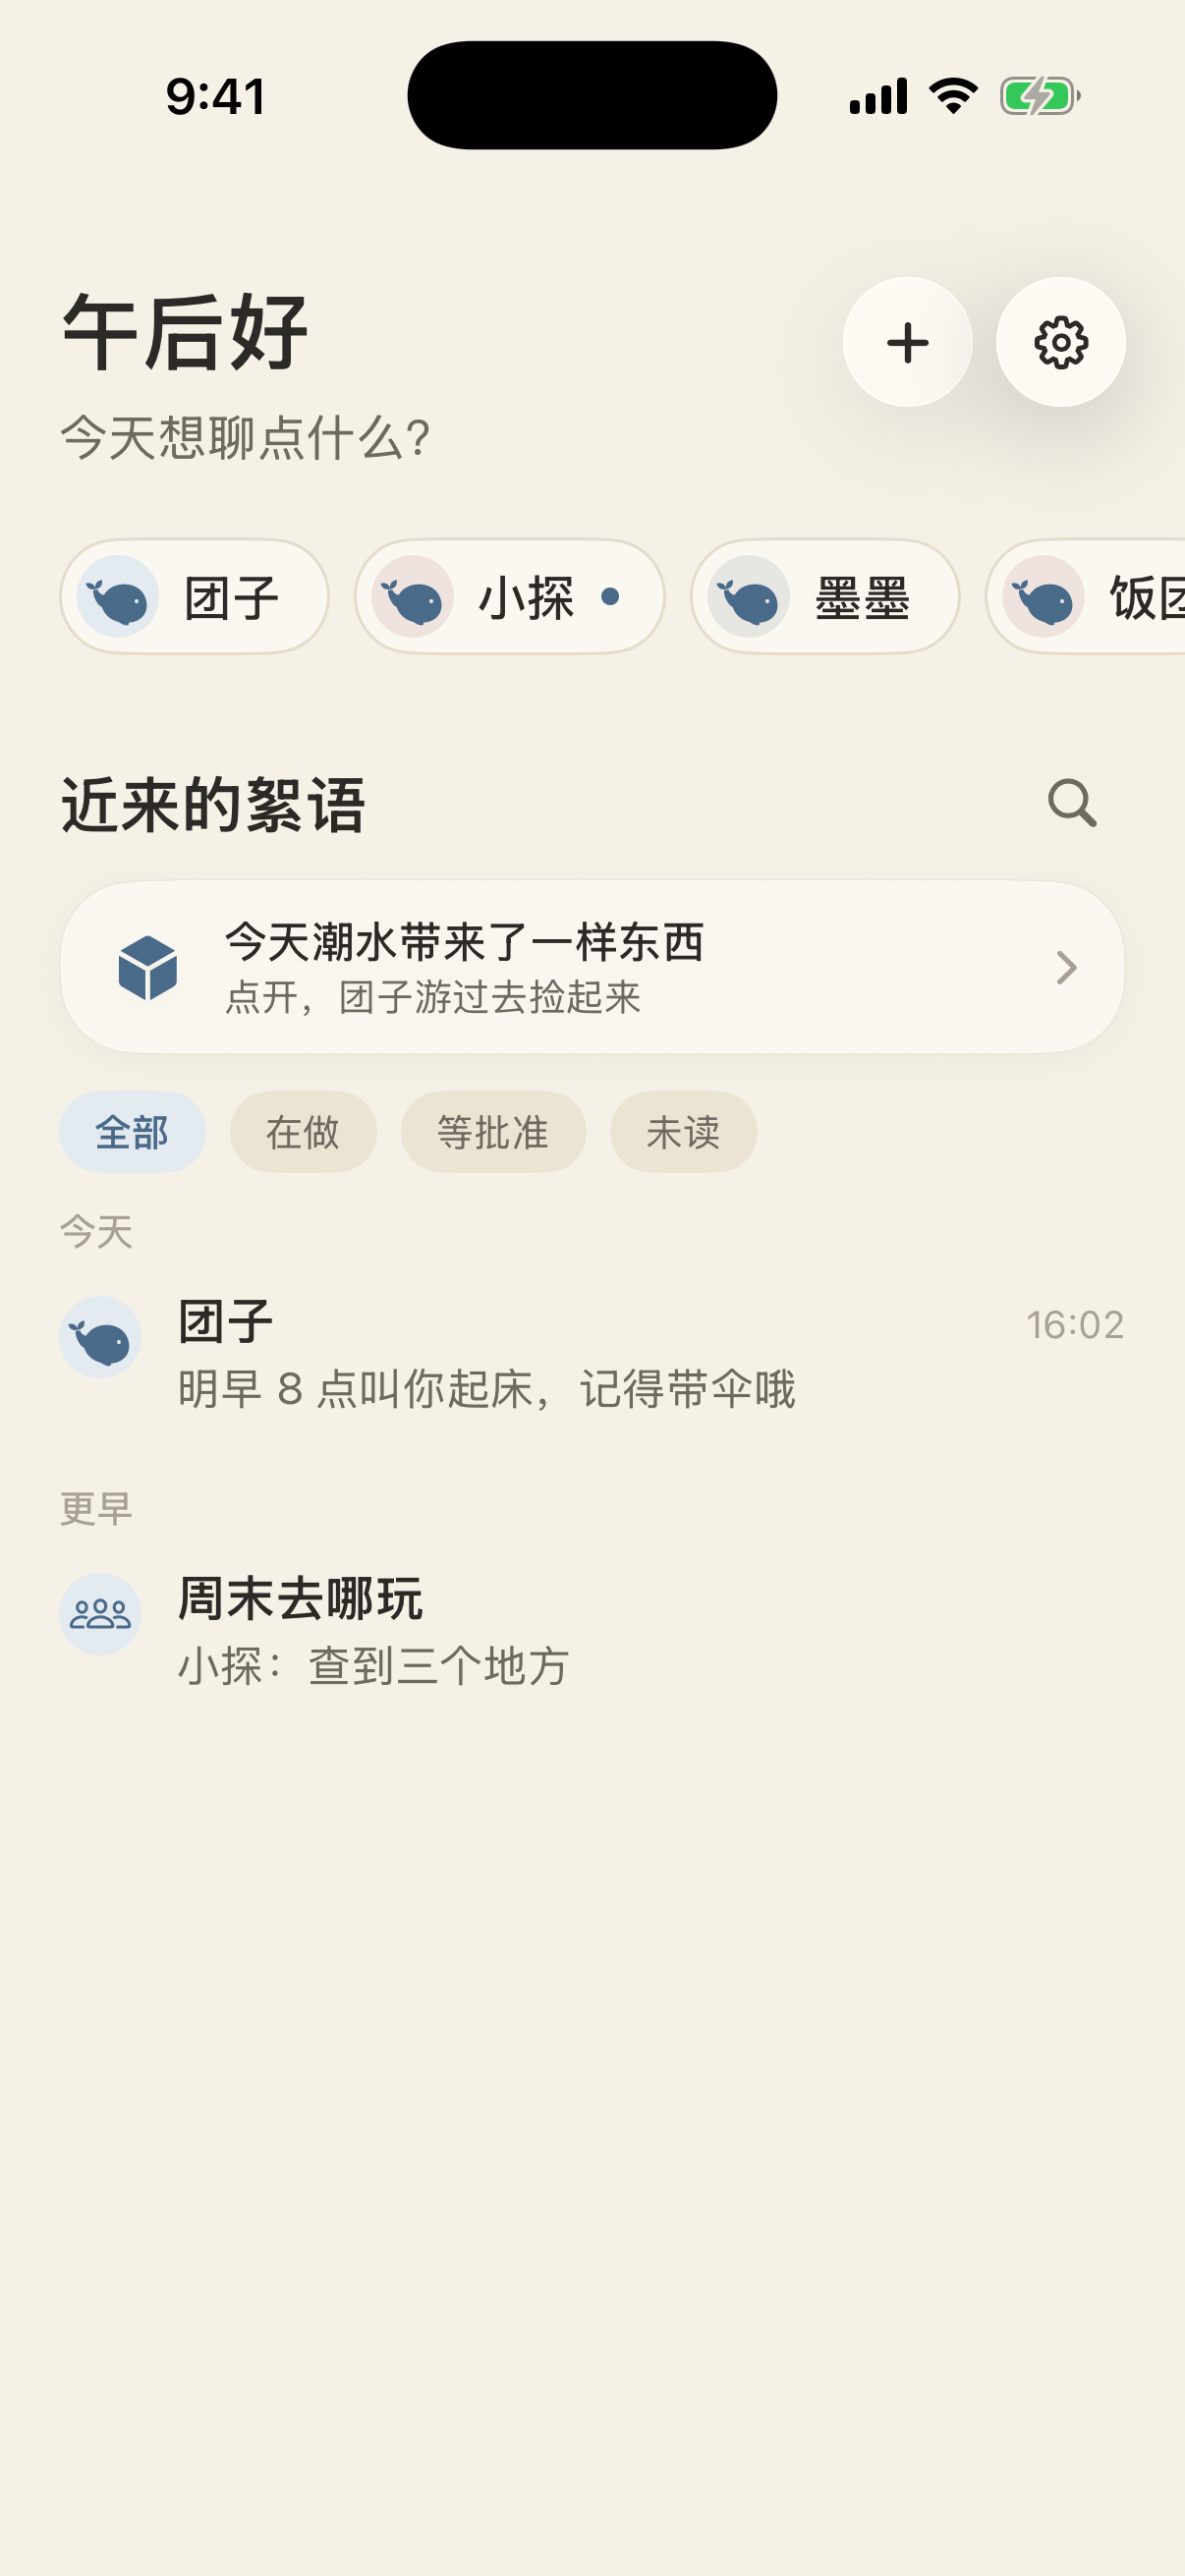 9:41
午后好
今天想聊点什么?
团子
小探
墨墨
饭团
近来的絮语
今天潮水带来了一样东西
点开，团子游过去捡起来
全部
在做
等批准
未读
今天
团子
16:02
明早 8 点叫你起床，记得带伞哦
更早
周末去哪玩
小探：查到三个地方